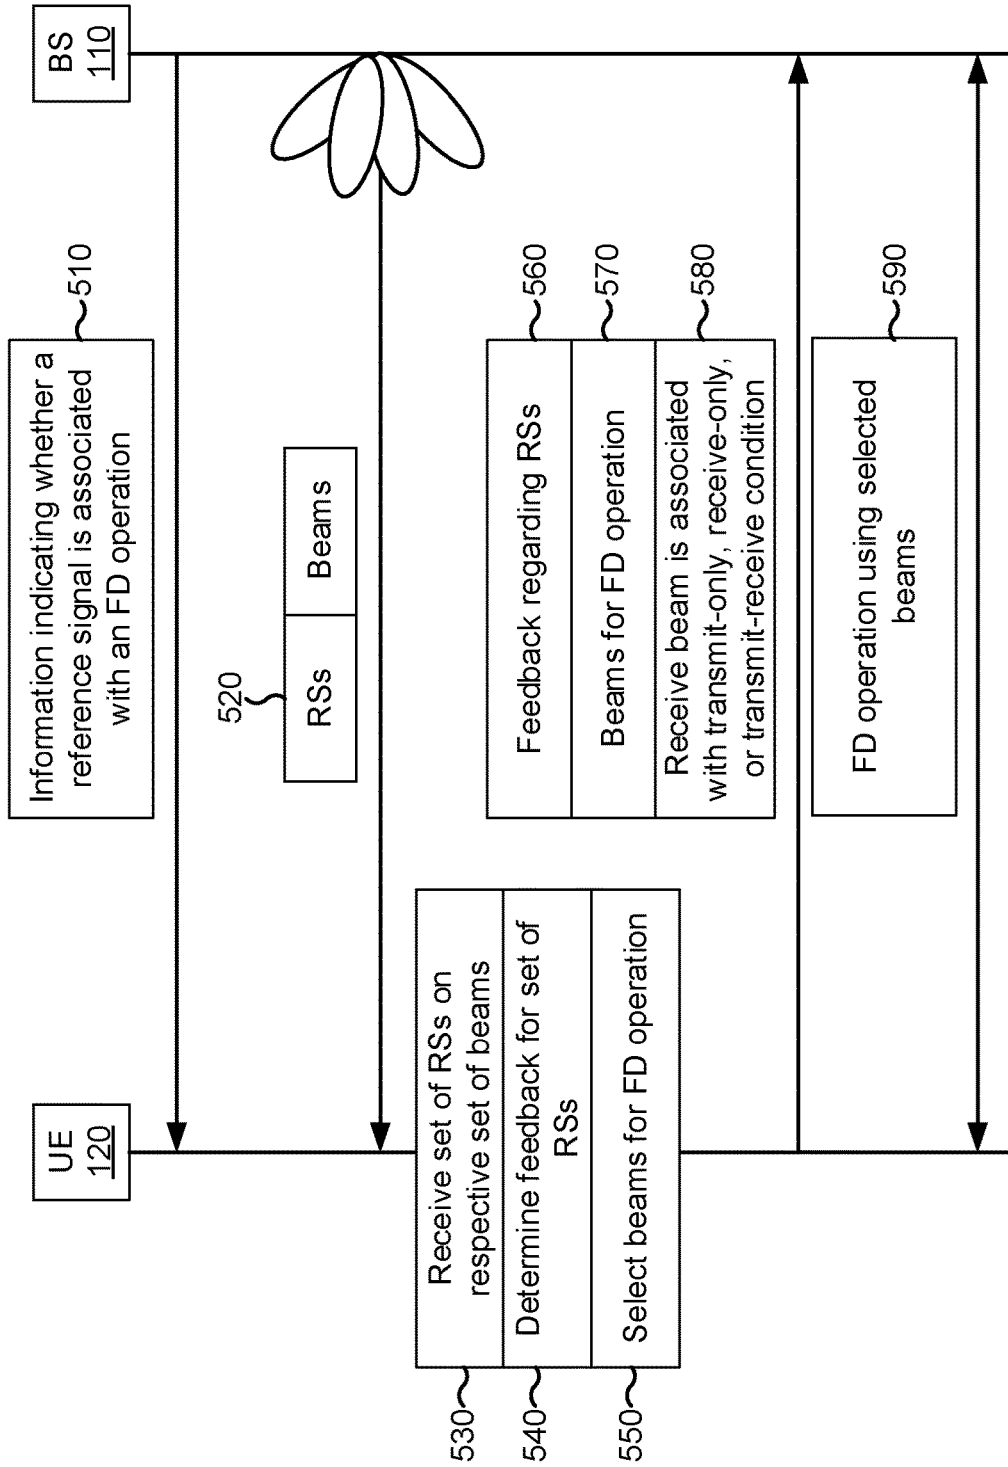 UE
120
BS
110
Information indicating whether a
reference signal is associated
with an FD operation
510
520
RSs
Beams
530
Receive set of RSs on
respective set of beams
540
Determine feedback for set of
RSs
550
Select beams for FD operation
Feedback regarding RSs
560
Beams for FD operation
570
Receive beam is associated
with transmit-only, receive-only,
or transmit-receive condition
580
FD operation using selected
beams
590